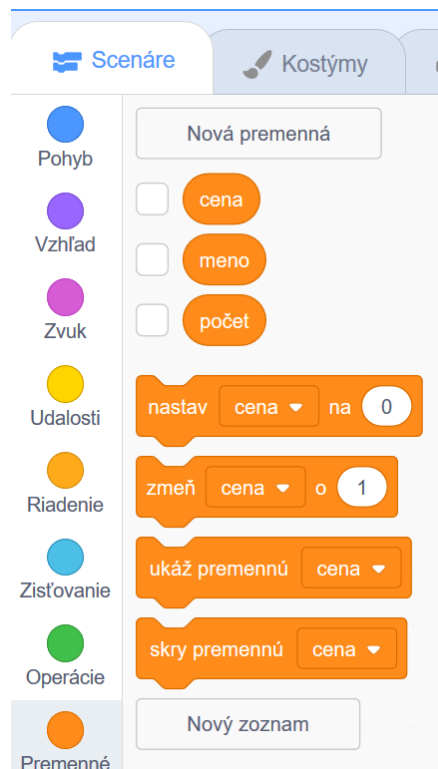 Scenáre
Kostýmy
Pohyb
Vzhľad
Zvuk
Udalosti
Riadenie
Zisťovanie
Operácie
Premenné
Nová premenná
cena
meno
počet
nastav cena na 0
zmeň cena o 1
ukáž premennú cena
skry premennú cena
Nový zoznam